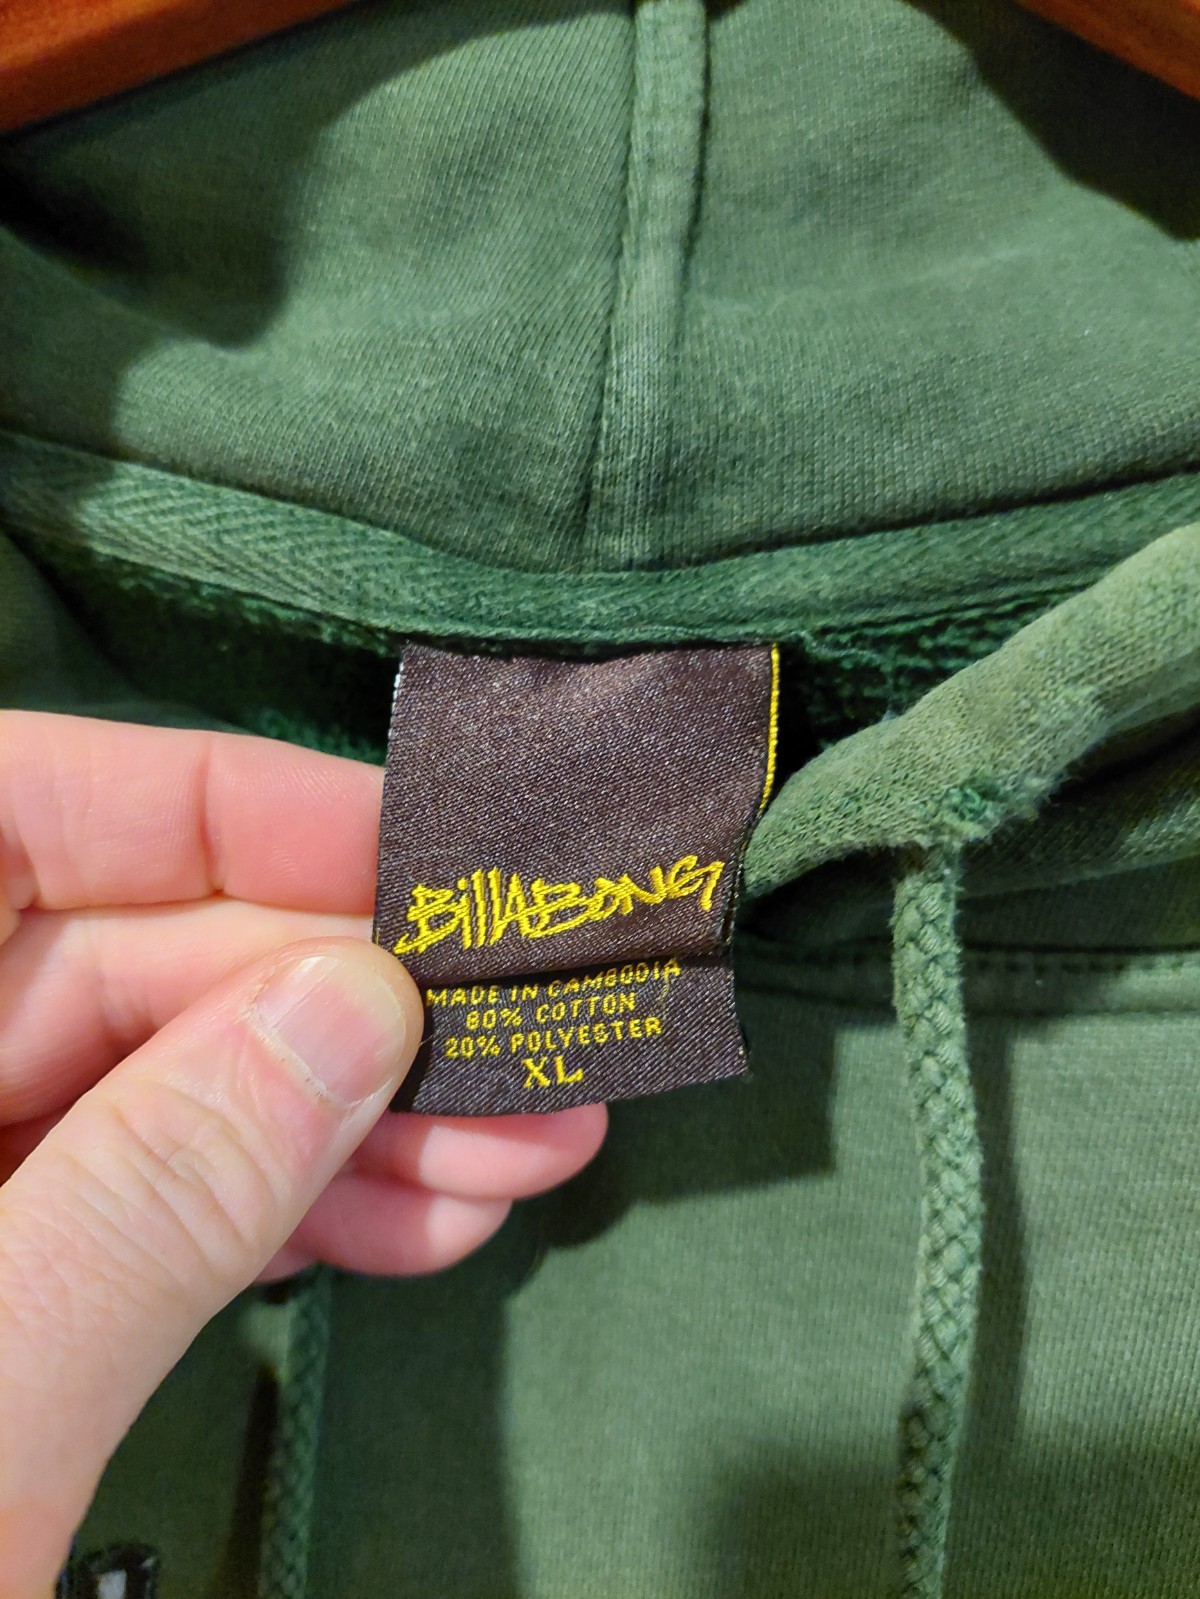 BillABONG
MADE IN CAMBODIA
80% COTTON
20% POLYESTER
XL